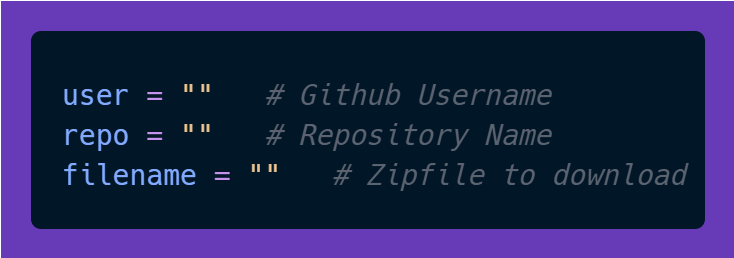 user = ""   # Github Username
repo = ""   # Repository Name
filename = ""   # Zipfile to download